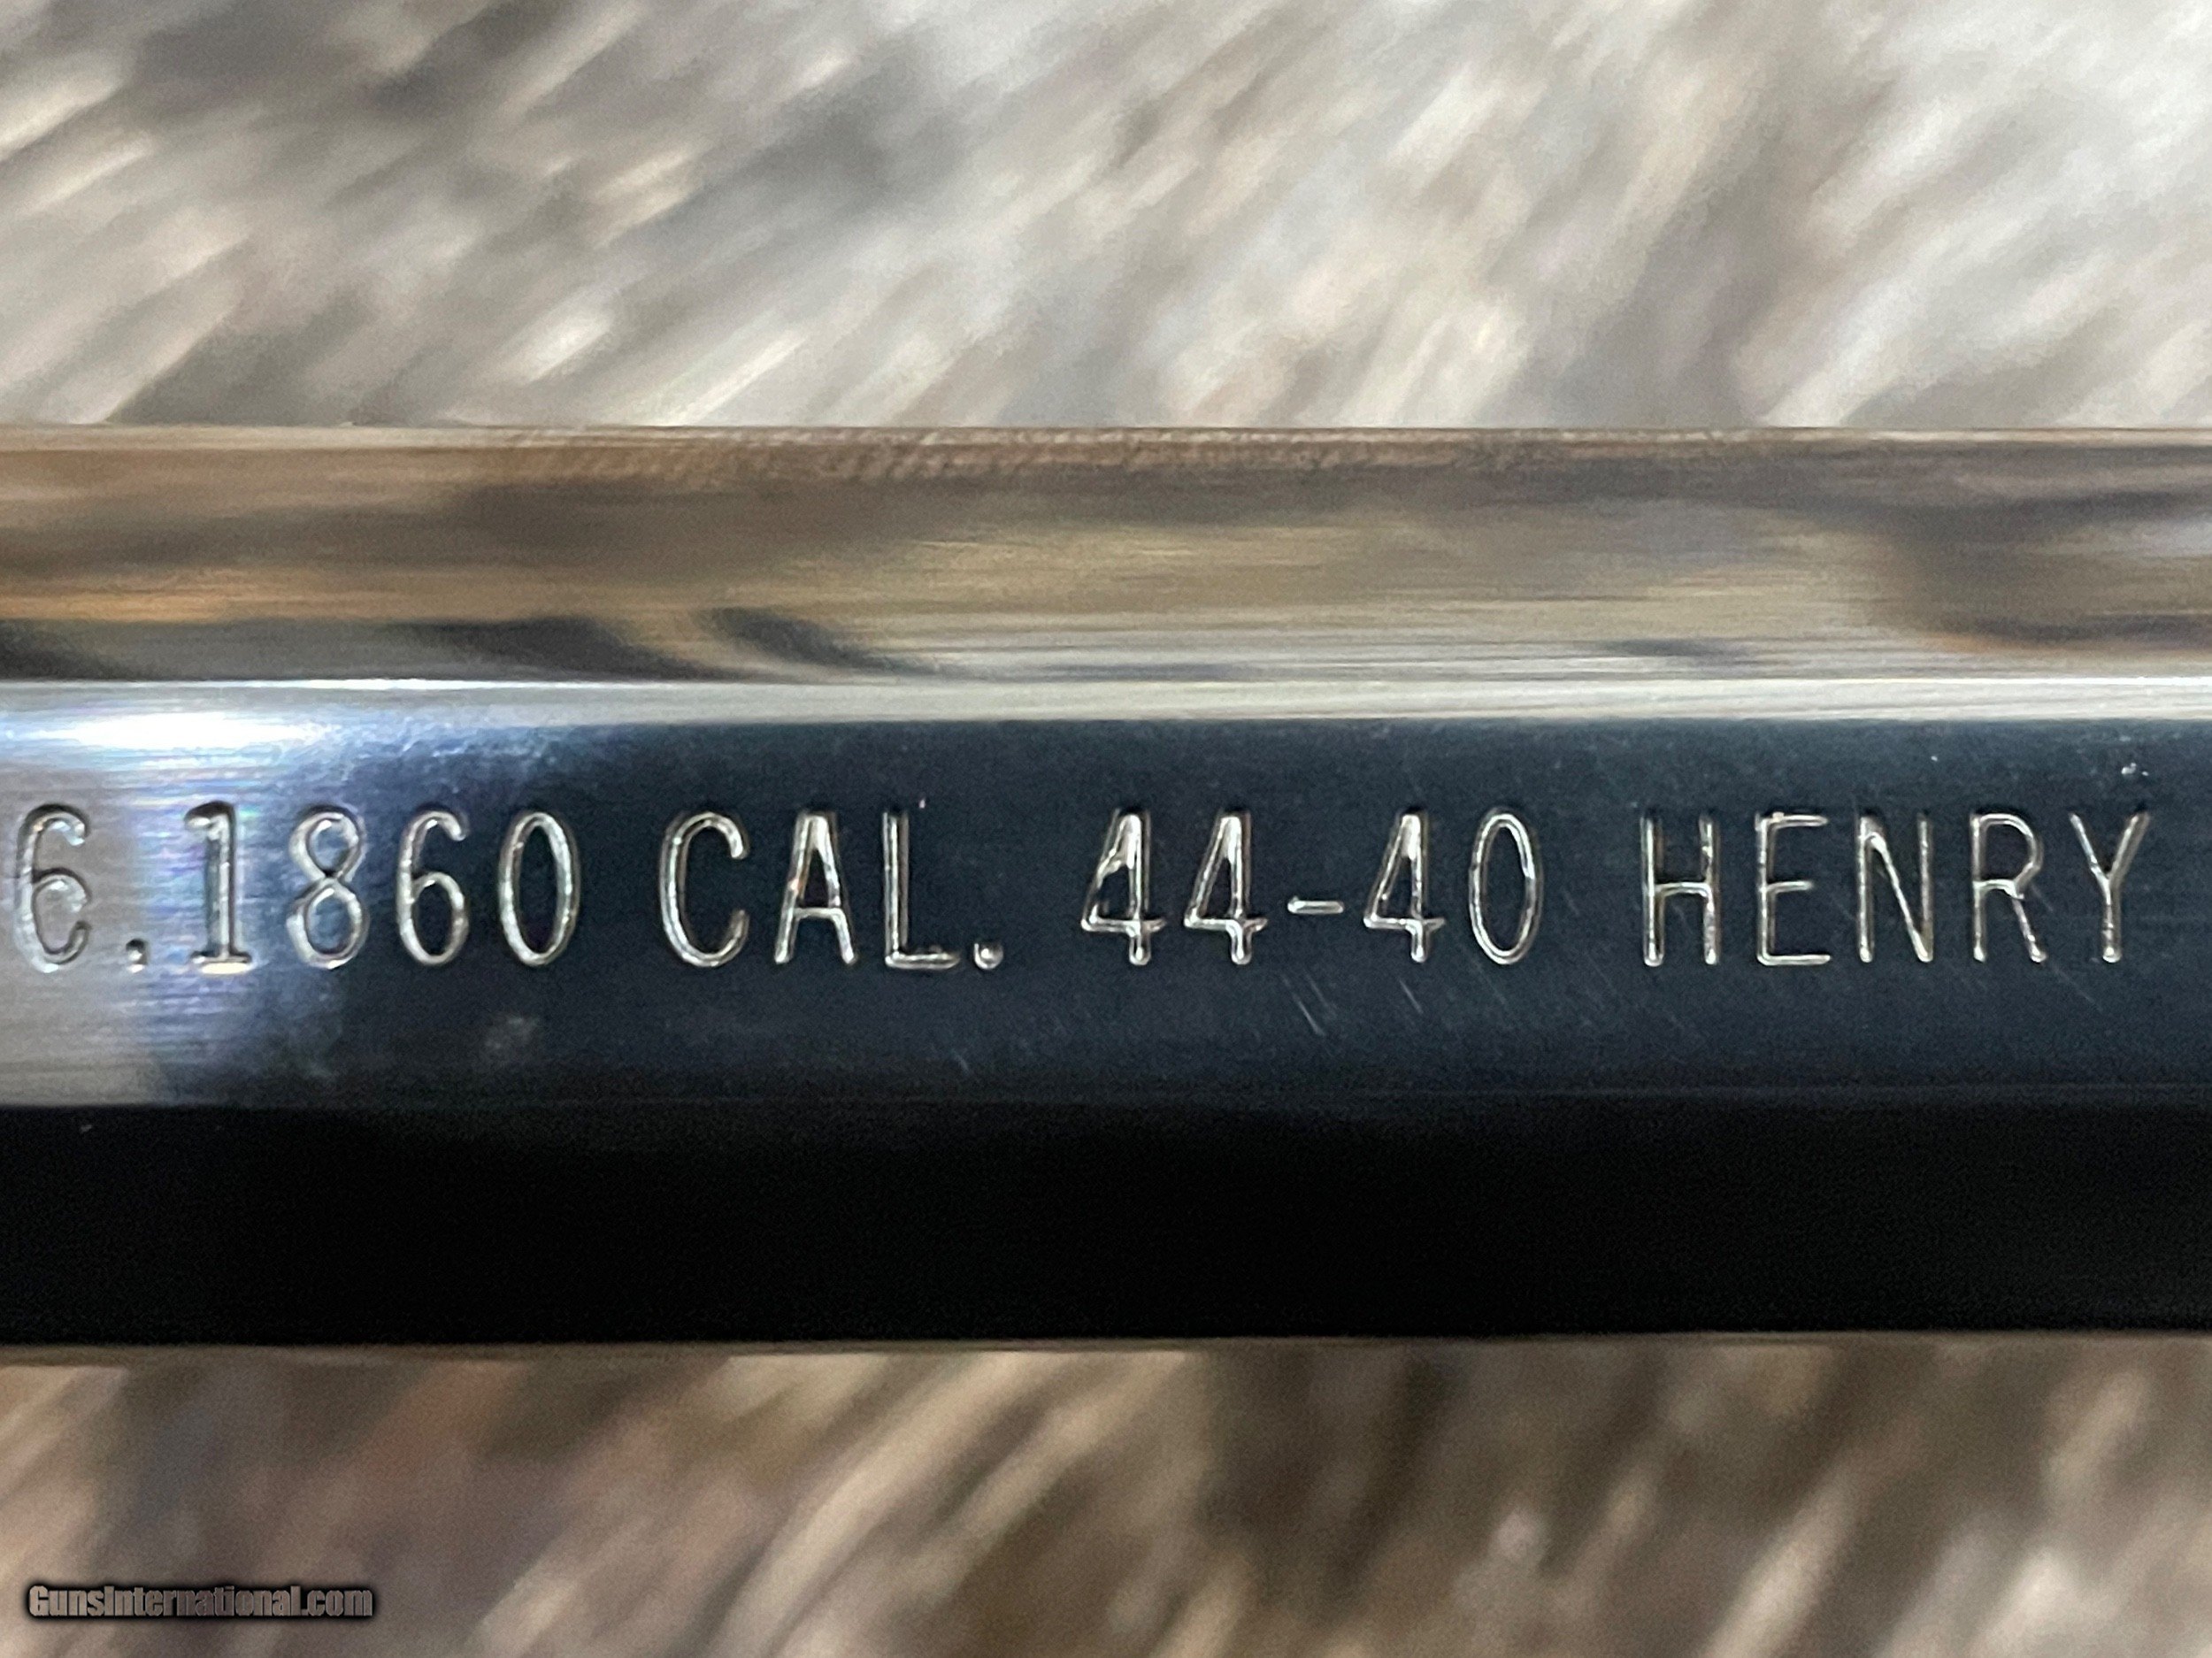 6.1860 CAL. 44-40 HENRY
GunsInternational.com